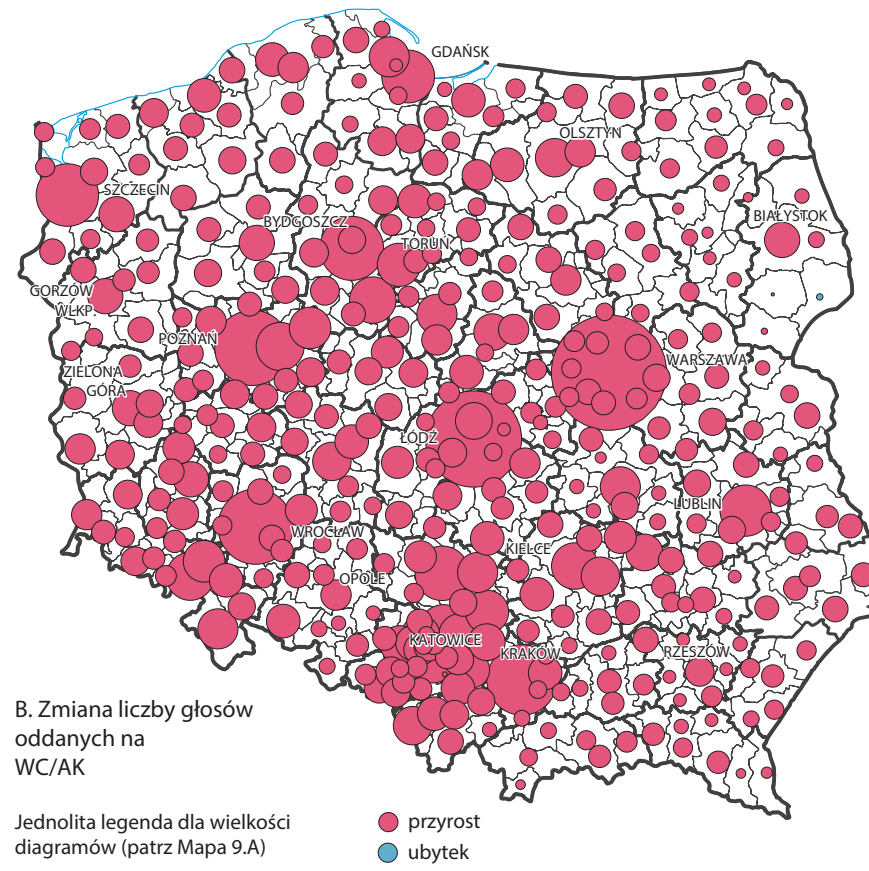 GDAŃSK
OLSZTYN
SZCZECIN
BIAŁYSTOK
BYDGOSZCZ
TORUŃ
GORZÓW
WLKP
POZNAŃ
WARSZAWA
ZIELONA
GÓRA
ŁÓDŹ
LUBLIN
WROCŁAW
KIELCE
OPOLE
KATOWICE
KRAKÓW
RZESZÓW
B. Zmiana liczby głosów
oddanych na
WC/AK
Jednolita legenda dla wielkości
diagramów (patrz Mapa 9.A)
przyrost
ubytek